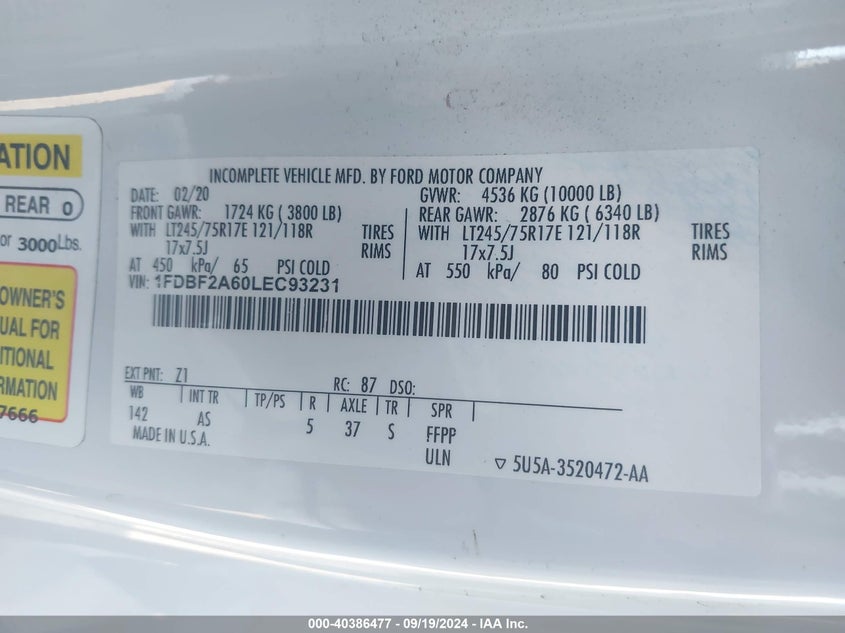 ATION
REAR 0
or 3000Lbs.
OWNER'S
UAL FOR
ITIONAL
RMATION
7666
INCOMPLETE VEHICLE MFD. BY FORD MOTOR COMPANY
DATE: 02/20 GVWR: 4536 KG (10000 LB)
FRONT GAWR: 1724 KG ( 3800 LB) REAR GAWR: 2876 KG ( 6340 LB)
WITH LT245/75R17E 121/118R TIRES WITH LT245/75R17E 121/118R TIRES
17x7.5J RIMS 17x7.5J RIMS
AT 450 kPa/ 65 PSI COLD AT 550 kPa/ 80 PSI COLD
VIN: 1FDBF2A60LEC93231
EXT PNT: Z1 RC: 87 DSO:
WB INT TR TP/PS R AXLE TR SPR
142 AS 5 37 S FFPP
MADE IN U.S.A. ULN
▽ 5U5A-3520472-AA
000-40386477 - 09/19/2024 - IAA Inc.